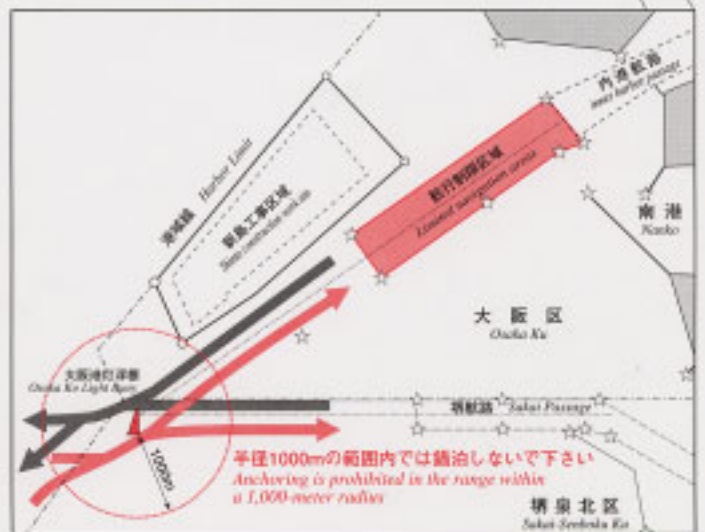 内港航路
inner harbor passage
港域線 Harbor Limit
新島工事区域
航行制限区域
Limited navigation areas
南港
Nanko
大阪区
Osaka Ku
大阪港灯浮標
Osaka Ko Light Buoy
堺航路 Sakai Passage
1000m
半径1000mの範囲内では錨泊しないで下さい
Anchoring is prohibited in the range within
a 1,000-meter radius
堺泉北区
Sakai-Senboku Ku